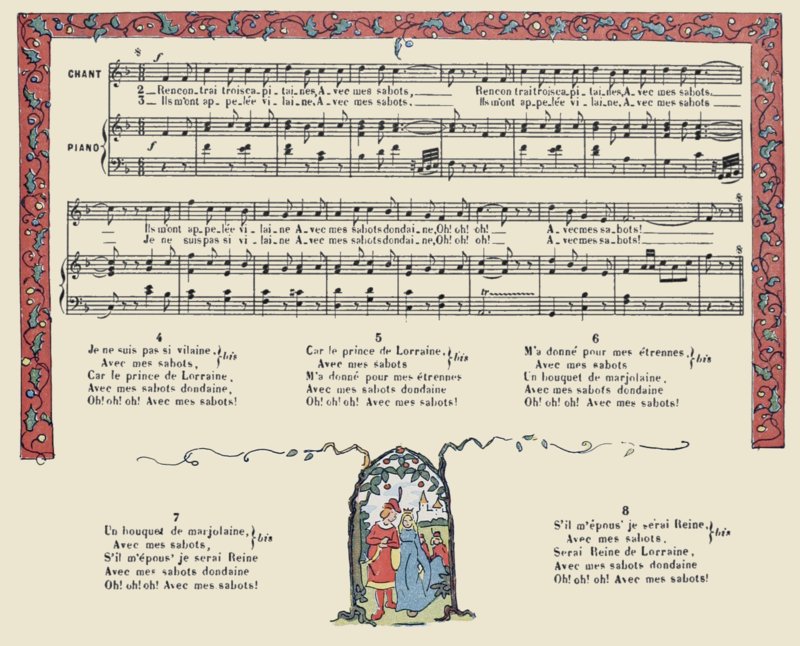 CHANT
2 _ Rencon_trai troisca_pi_taines, A_vec mes sabots, Rencontrai trois ca_pi_taines, A_vec mes sabots
3 _ Ils m'ont ap_pe_lée vi_laine, A_vec mes sabots. Ils m'ont ap_pe_lée vi_laine, A_vec mes sabots.
PIANO
Ils m'ont ap_pe_lée vi_lai_ne A_vec mes sabots dondai_ne, Oh! oh! oh! A_vec mes sabots!
Je ne suis pas si vi_laine A_vec mes sabots dondai_ne, Oh! oh! oh! A_vec mes sabots!
4
Je ne suis pas si vilaine,
Avec mes sabots, bis
Car le prince de Lorraine,
Avec mes sabots dondaine,
Oh! oh! oh! Avec mes sabots!
5
Car le prince de Lorraine,
Avec mes sabots bis
M'a donné pour mes étrennes
Avec mes sabots dondaine
Oh! oh! oh! Avec mes sabots!
6
M'a donné pour mes étrennes,
Avec mes sabots bis
Un bouquet de marjolaine,
Avec mes sabots dondaine
Oh! oh! oh! Avec mes sabots!
7
Un bouquet de marjolaine,
Avec mes sabots, bis
S'il m'épous' je serai Reine
Avec mes sabots dondaine
Oh! oh! oh! Avec mes sabots!
8
S'il m'épous' je serai Reine,
Avec mes sabots, bis
Serai Reine de Lorraine,
Avec mes sabots dondaine
Oh! oh! oh! Avec mes sabots!